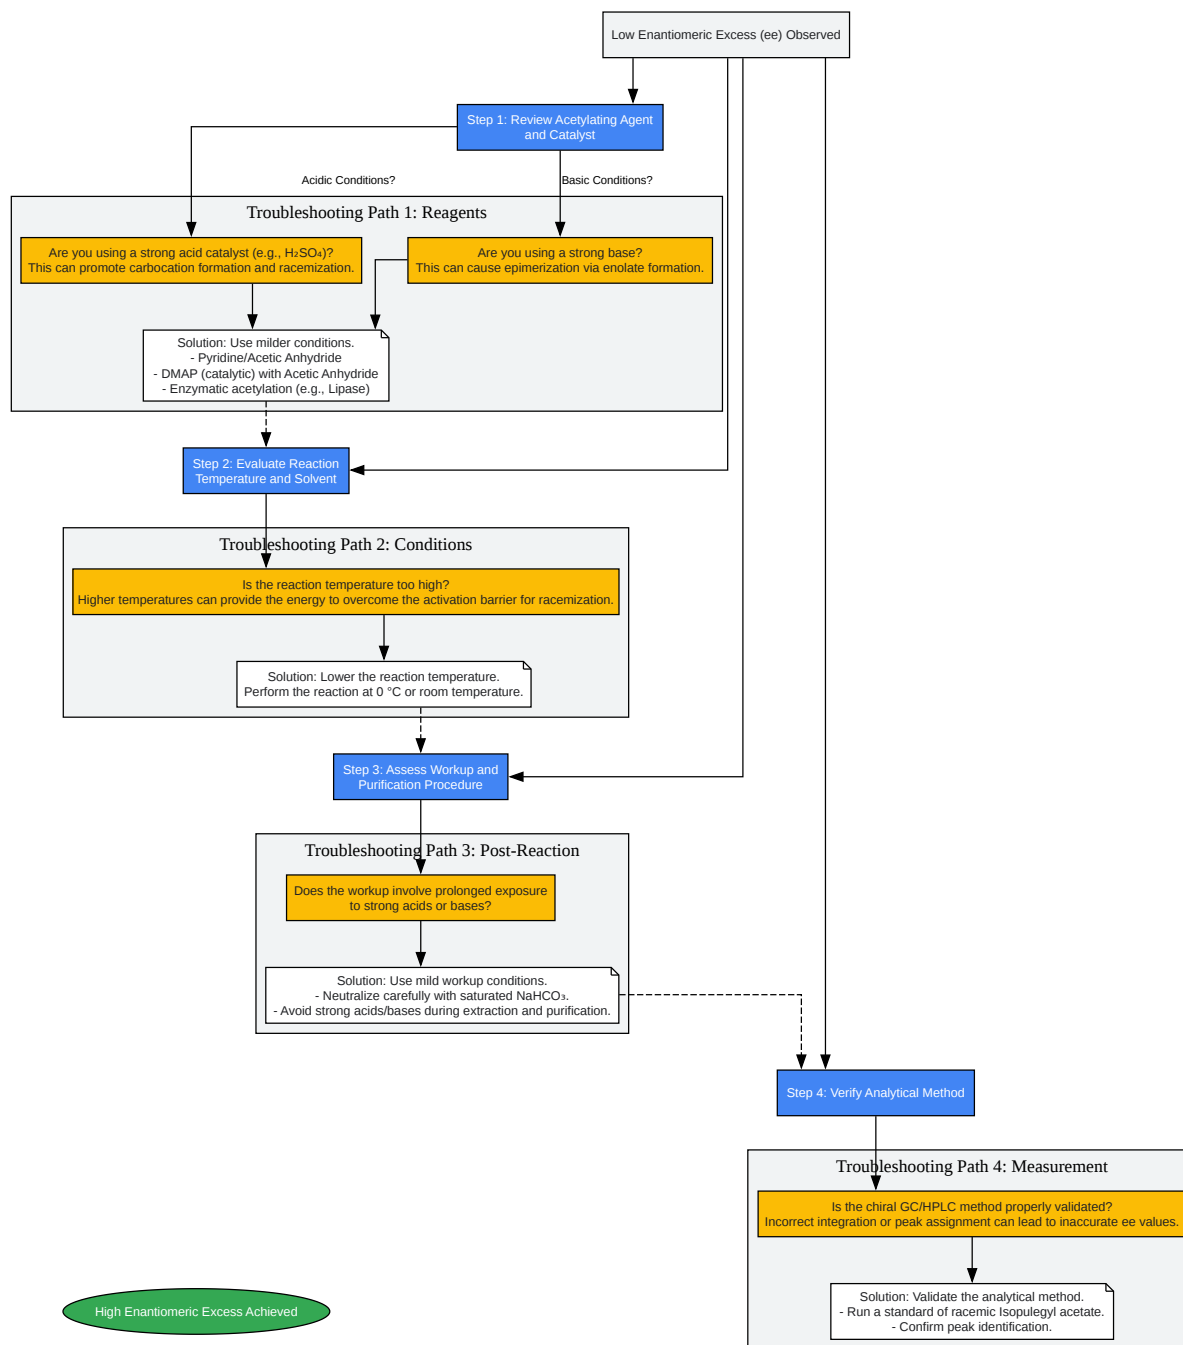 Low Enantiomeric Excess (ee) Observed
Step 1: Review Acetylating Agent
and Catalyst
Acidic Conditions?
Basic Conditions?
Troubleshooting Path 1: Reagents
Are you using a strong acid catalyst (e.g., H₂SO₄)?
This can promote carbocation formation and racemization.
Are you using a strong base?
This can cause epimerization via enolate formation.
Solution: Use milder conditions.
- Pyridine/Acetic Anhydride
- DMAP (catalytic) with Acetic Anhydride
- Enzymatic acetylation (e.g., Lipase)
Step 2: Evaluate Reaction
Temperature and Solvent
Troubleshooting Path 2: Conditions
Is the reaction temperature too high?
Higher temperatures can provide the energy to overcome the activation barrier for racemization.
Solution: Lower the reaction temperature.
Perform the reaction at 0 °C or room temperature.
Step 3: Assess Workup and
Purification Procedure
Troubleshooting Path 3: Post-Reaction
Does the workup involve prolonged exposure
to strong acids or bases?
Solution: Use mild workup conditions.
- Neutralize carefully with saturated NaHCO₃.
- Avoid strong acids/bases during extraction and purification.
Step 4: Verify Analytical Method
Troubleshooting Path 4: Measurement
Is the chiral GC/HPLC method properly validated?
Incorrect integration or peak assignment can lead to inaccurate ee values.
Solution: Validate the analytical method.
- Run a standard of racemic Isopulegyl acetate.
- Confirm peak identification.
High Enantiomeric Excess Achieved